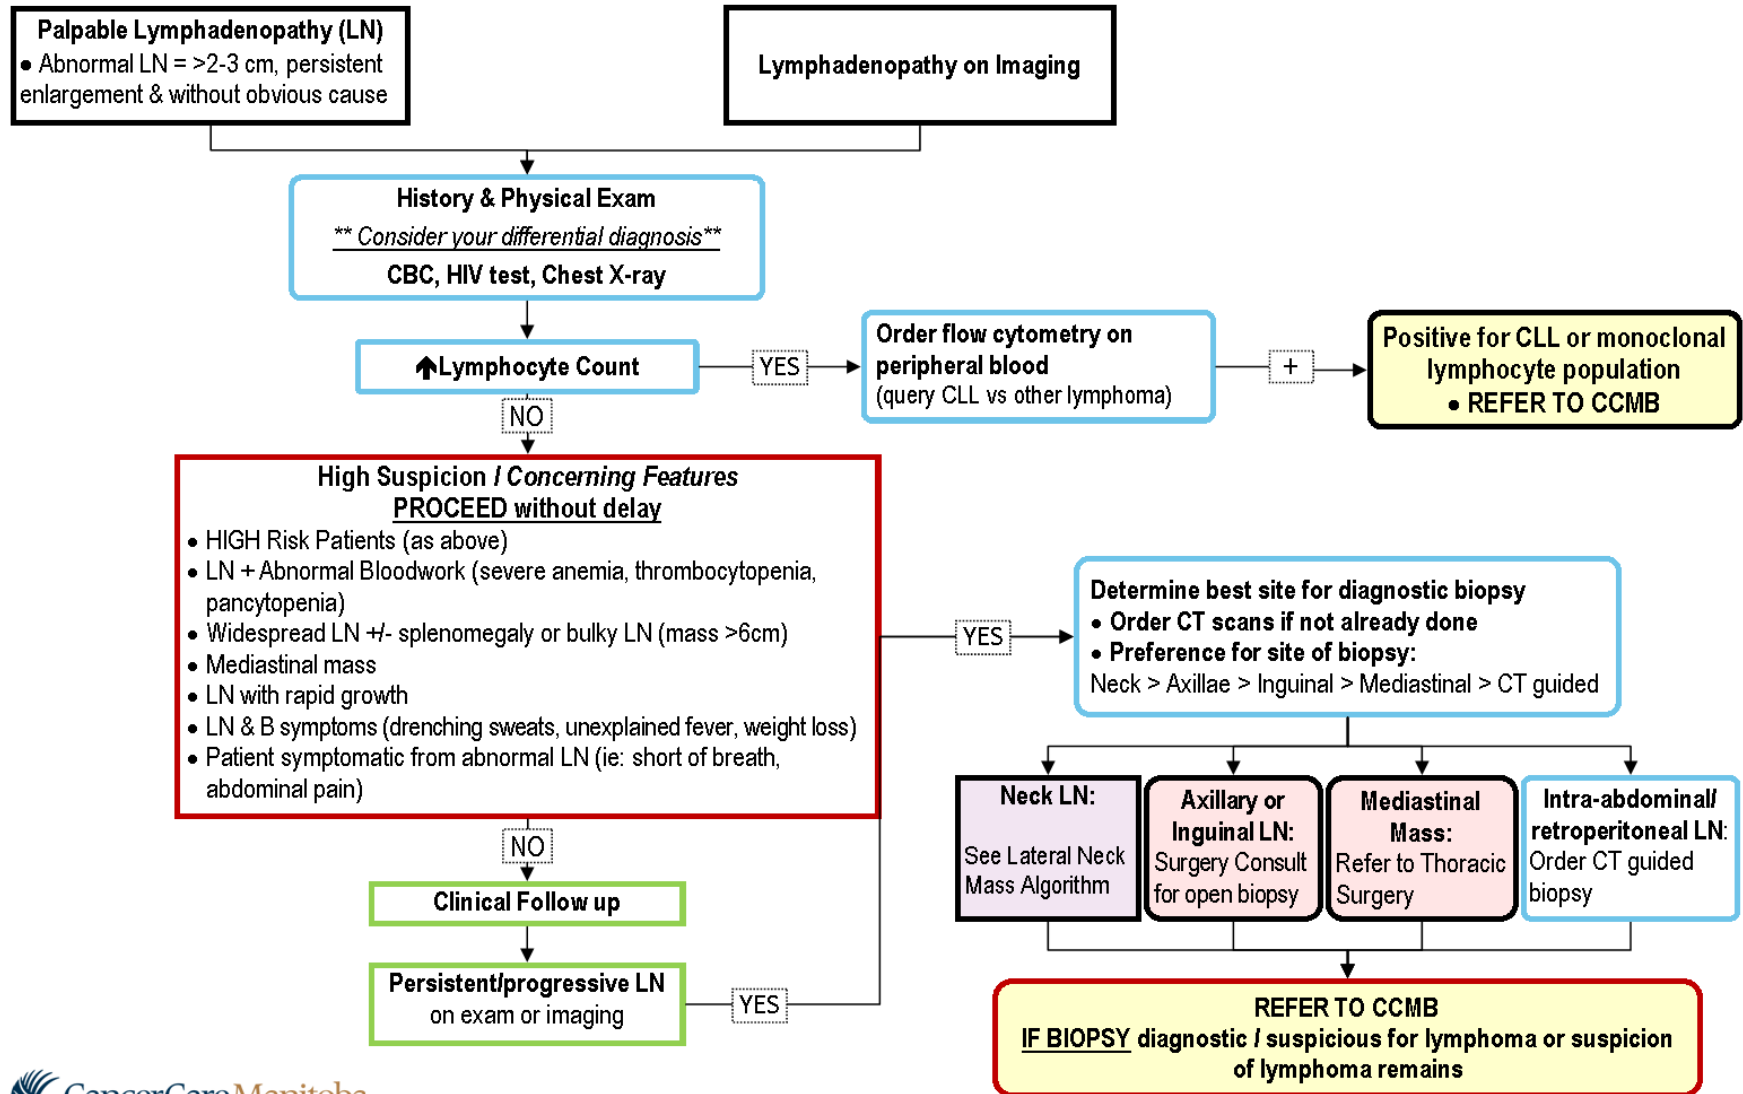 Palpable Lymphadenopathy (LN)
● Abnormal LN = >2-3 cm, persistent
enlargement & without obvious cause
Lymphadenopathy on Imaging
History & Physical Exam
** Consider your differential diagnosis**
CBC, HIV test, Chest X-ray
🡅Lymphocyte Count
YES
Order flow cytometry on
peripheral blood
(query CLL vs other lymphoma)
+
Positive for CLL or monoclonal
lymphocyte population
● REFER TO CCMB
NO
High Suspicion / Concerning Features
PROCEED without delay
● HIGH Risk Patients (as above)
● LN + Abnormal Bloodwork (severe anemia, thrombocytopenia,
pancytopenia)
● Widespread LN +/- splenomegaly or bulky LN (mass >6cm)
● Mediastinal mass
● LN with rapid growth
● LN & B symptoms (drenching sweats, unexplained fever, weight loss)
● Patient symptomatic from abnormal LN (ie: short of breath,
abdominal pain)
YES
Determine best site for diagnostic biopsy
● Order CT scans if not already done
● Preference for site of biopsy:
Neck > Axillae > Inguinal > Mediastinal > CT guided
Neck LN:
See Lateral Neck
Mass Algorithm
Axillary or
Inguinal LN:
Surgery Consult
for open biopsy
Mediastinal
Mass:
Refer to Thoracic
Surgery
Intra-abdominal/
retroperitoneal LN:
Order CT guided
biopsy
NO
Clinical Follow up
Persistent/progressive LN
on exam or imaging
YES
REFER TO CCMB
IF BIOPSY diagnostic / suspicious for lymphoma or suspicion
of lymphoma remains
CancerCare Manitoba